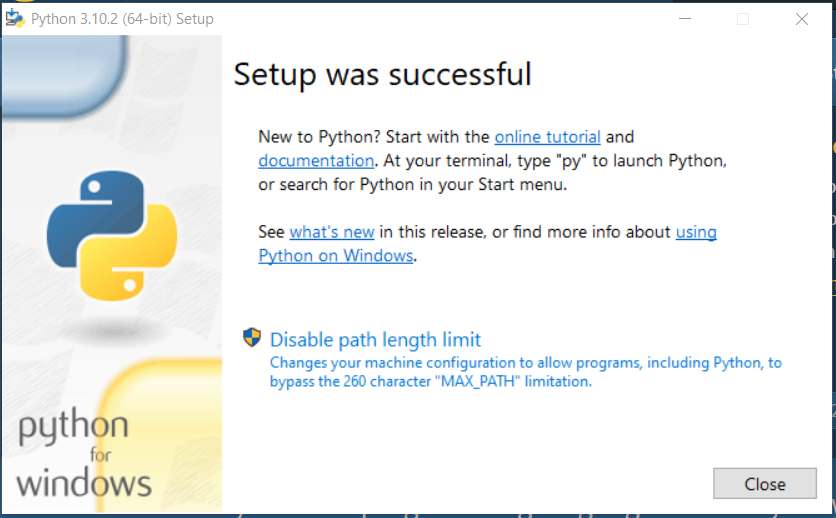 Python 3.10.2 (64-bit) Setup
Setup was successful
New to Python? Start with the online tutorial and
documentation. At your terminal, type "py" to launch Python,
or search for Python in your Start menu.
See what's new in this release, or find more info about using
Python on Windows.
Disable path length limit
Changes your machine configuration to allow programs, including Python, to
bypass the 260 character "MAX_PATH" limitation.
python
for
windows
Close